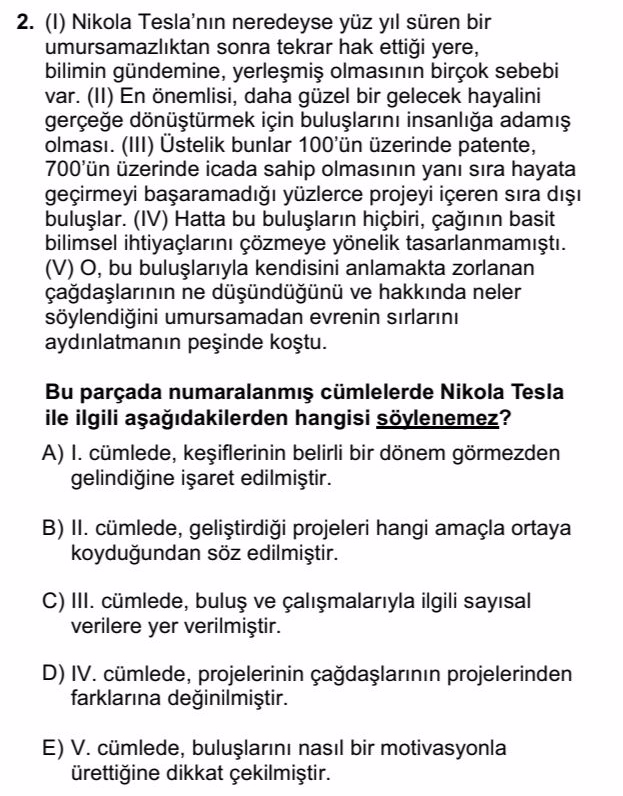 2. (I) Nikola Tesla’nın neredeyse yüz yıl süren bir
umursamazlıktan sonra tekrar hak ettiği yere,
bilimin gündemine, yerleşmiş olmasının birçok sebebi
var. (II) En önemlisi, daha güzel bir gelecek hayalini
gerçeğe dönüştürmek için buluşlarını insanlığa adamış
olması. (III) Üstelik bunlar 100’ün üzerinde patente,
700’ün üzerinde icada sahip olmasının yanı sıra hayata
geçirmeyi başaramadığı yüzlerce projeyi içeren sıra dışı
buluşlar. (IV) Hatta bu buluşların hiçbiri, çağının basit
bilimsel ihtiyaçlarını çözmeye yönelik tasarlanmamıştı.
(V) O, bu buluşlarıyla kendisini anlamakta zorlanan
çağdaşlarının ne düşündüğünü ve hakkında neler
söylendiğini umursamadan evrenin sırlarını
aydınlatmanın peşinde koştu.
Bu parçada numaralanmış cümlelerde Nikola Tesla
ile ilgili aşağıdakilerden hangisi söylenemez?
A) I. cümlede, keşiflerinin belirli bir dönem görmezden
gelindiğine işaret edilmiştir.
B) II. cümlede, geliştirdiği projeleri hangi amaçla ortaya
koyduğundan söz edilmiştir.
C) III. cümlede, buluş ve çalışmalarıyla ilgili sayısal
verilere yer verilmiştir.
D) IV. cümlede, projelerinin çağdaşlarının projelerinden
farklarına değinilmiştir.
E) V. cümlede, buluşlarını nasıl bir motivasyonla
ürettiğine dikkat çekilmiştir.